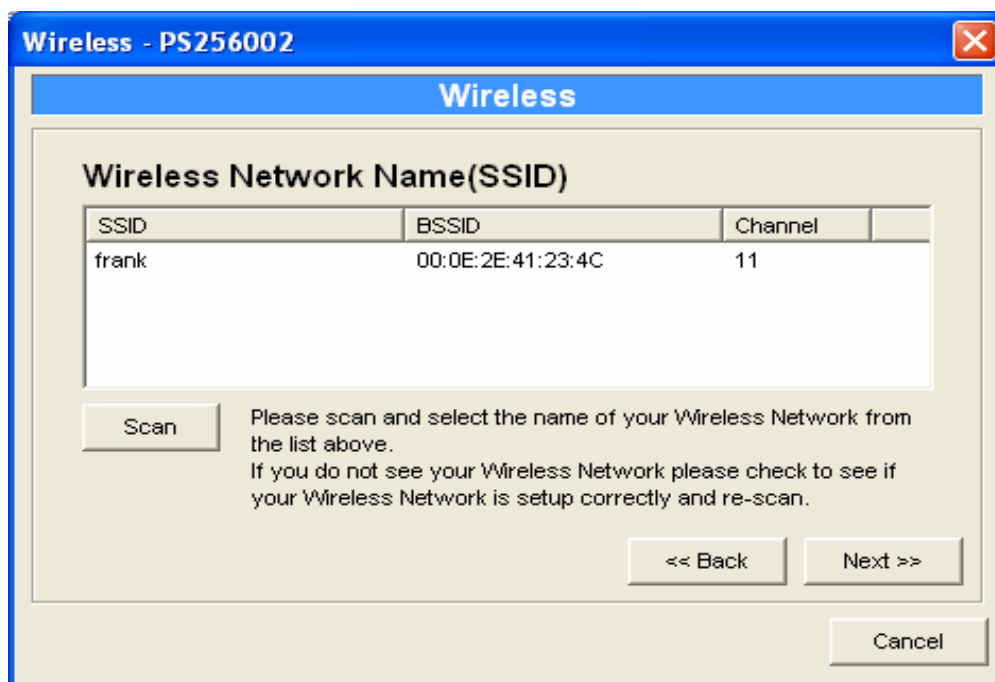 Wireless - PS256002
Wireless
Wireless Network Name(SSID)
SSID BSSID Channel
frank 00:0E:2E:41:23:4C 11
Scan
Please scan and select the name of your Wireless Network from
the list above.
If you do not see your Wireless Network please check to see if
your Wireless Network is setup correctly and re-scan.
<< Back Next >>
Cancel